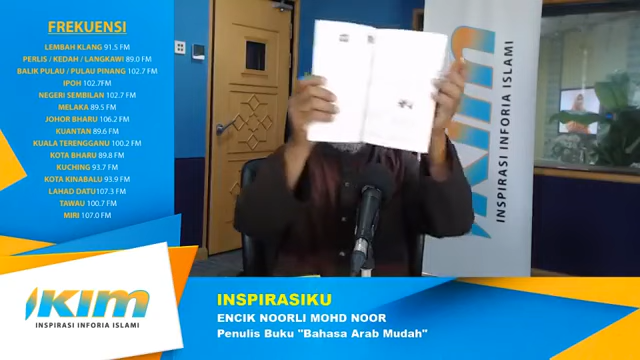 FREKUENSI
LEMBAH KLANG 91.5 FM
PERLIS / KEDAH / LANGKAWI 89.0 FM
BALIK PULAU / PULAU PINANG 102.7 FM
IPOH 102.7FM
NEGERI SEMBILAN 102.7 FM
MELAKA 89.5 FM
JOHOR BHARU 106.2 FM
KUANTAN 89.6 FM
KUALA TERENGGANU 100.2 FM
KOTA BHARU 89.8 FM
KUCHING 93.7 FM
KOTA KINABALU 93.9 FM
LAHAD DATU107.3 FM
TAWAU 100.7 FM
MIRI 107.0 FM
iKIM
INSPIRASI INFORIA ISLAMI
IKIM
INSPIRASI INFORIA ISLAMI
INSPIRASIKU
ENCIK NOORLI MOHD NOOR
Penulis Buku "Bahasa Arab Mudah"